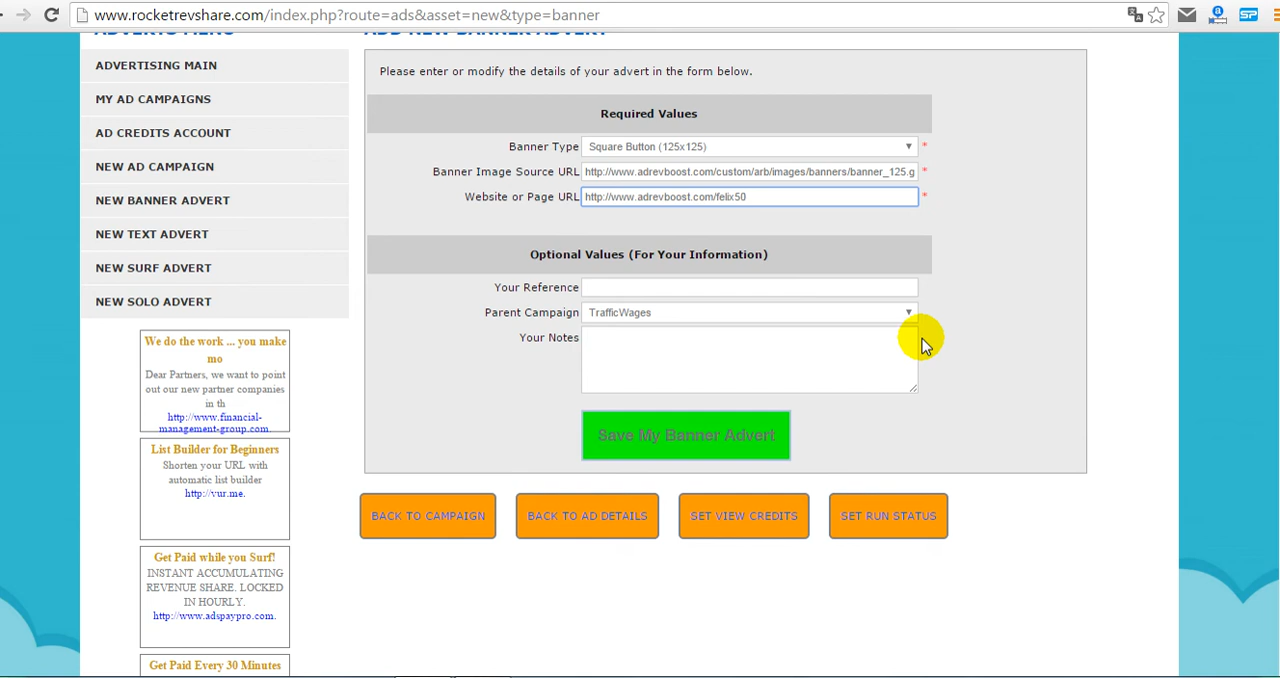 www.rocketrevshare.com/index.php?route=ads&asset=new&type=banner
ADVERTS MENU
ADD NEW BANNER ADVERT
ADVERTISING MAIN
MY AD CAMPAIGNS
AD CREDITS ACCOUNT
NEW AD CAMPAIGN
NEW BANNER ADVERT
NEW TEXT ADVERT
NEW SURF ADVERT
NEW SOLO ADVERT
We do the work ... you make
mo
Dear Partners, we want to point
out our new partner companies
in th
http://www.financial-
management-group.com.
List Builder for Beginners
Shorten your URL with
automatic list builder
http://vur.me.
Get Paid while you Surf!
INSTANT ACCUMULATING
REVENUE SHARE. LOCKED
IN HOURLY.
http://www.adspaypro.com.
Get Paid Every 30 Minutes
Please enter or modify the details of your advert in the form below.
Required Values
Banner Type Square Button (125x125) *
Banner Image Source URL http://www.adrevboost.com/custom/arb/images/banners/banner_125.g *
Website or Page URL http://www.adrevboost.com/felix50 *
Optional Values (For Your Information)
Your Reference
Parent Campaign TrafficWages
Your Notes
Save My Banner Advert
BACK TO CAMPAIGN BACK TO AD DETAILS SET VIEW CREDITS SET RUN STATUS
SP